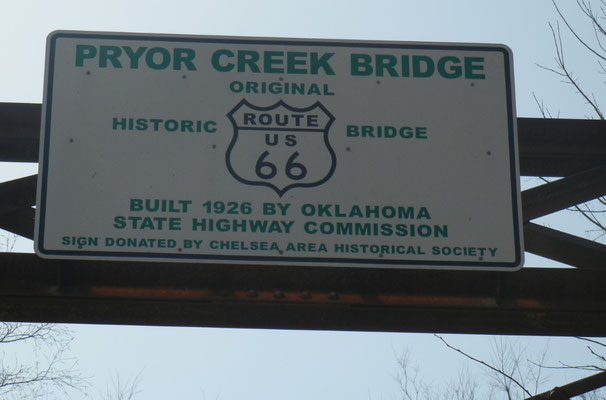 PRYOR CREEK BRIDGE
ORIGINAL
HISTORIC ROUTE BRIDGE
US
66
BUILT 1926 BY OKLAHOMA
STATE HIGHWAY COMMISSION
SIGN DONATED BY CHELSEA AREA HISTORICAL SOCIETY